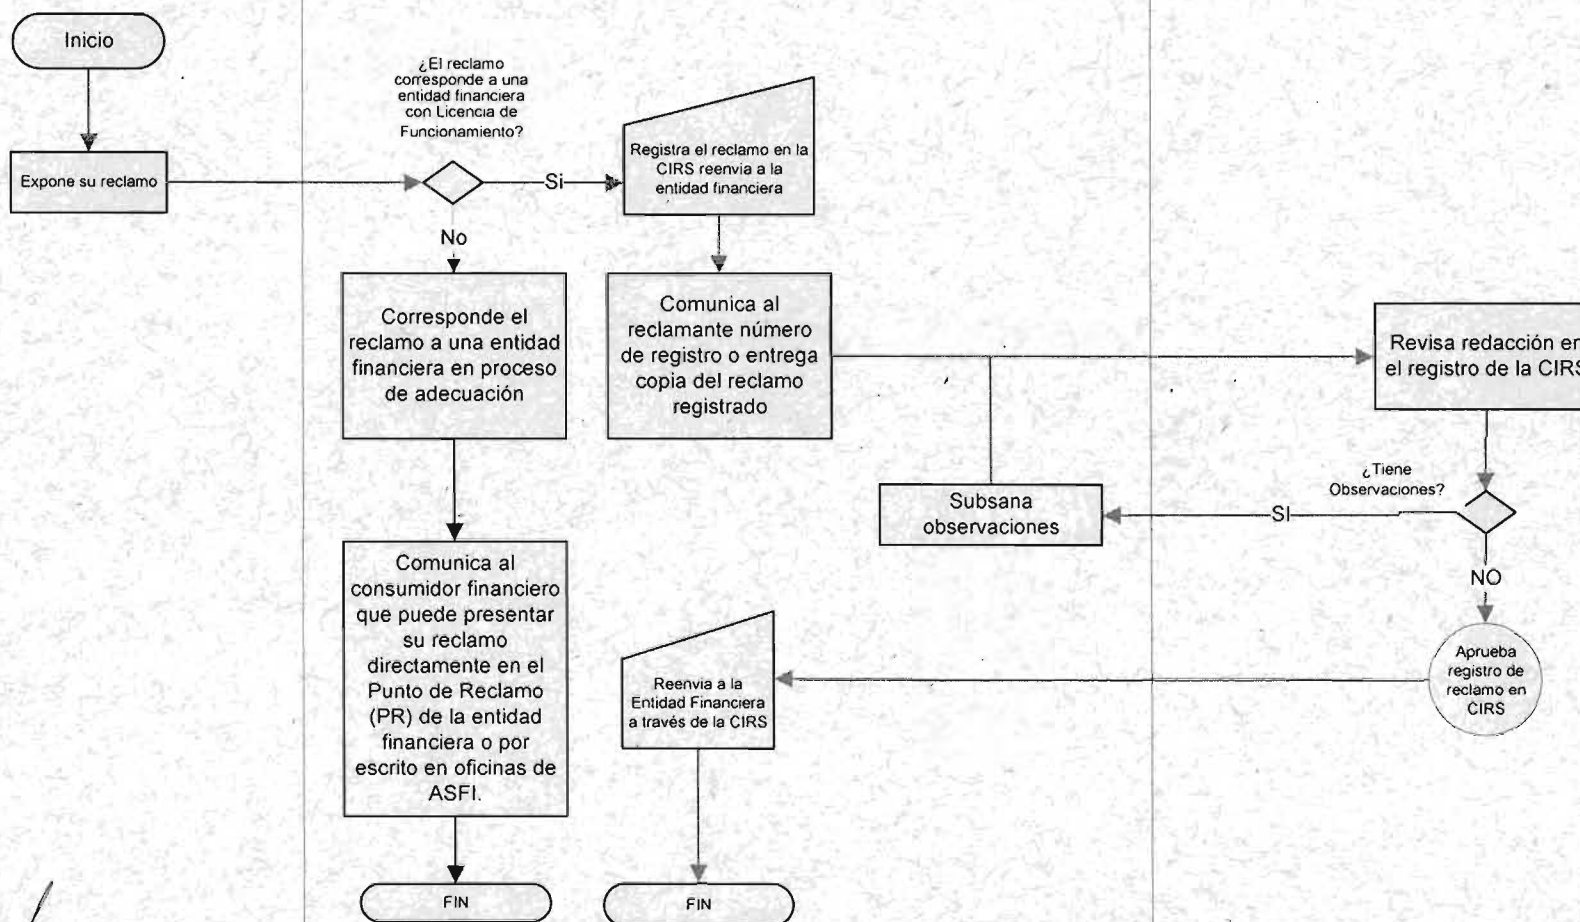 Inicio
¿El reclamo
corresponde a una
entidad financiera
con Licencia de
Funcionamiento?
Expone su reclamo
Si
Registra el reclamo en la
CIRS reenvia a la
entidad financiera
No
Corresponde el
reclamo a una entidad
financiera en proceso
de adecuación
Comunica al
reclamante número
de registro o entrega
copia del reclamo
registrado
Revisa redacción en
el registro de la CIRS
¿Tiene
Observaciones?
SI
Subsana
observaciones
NO
Comunica al
consumidor financiero
que puede presentar
su reclamo
directamente en el
Punto de Reclamo
(PR) de la entidad
financiera o por
escrito en oficinas de
ASFI.
Reenvia a la
Entidad Financiera
a través de la CIRS
Aprueba
registro de
reclamo en
CIRS
FIN
FIN